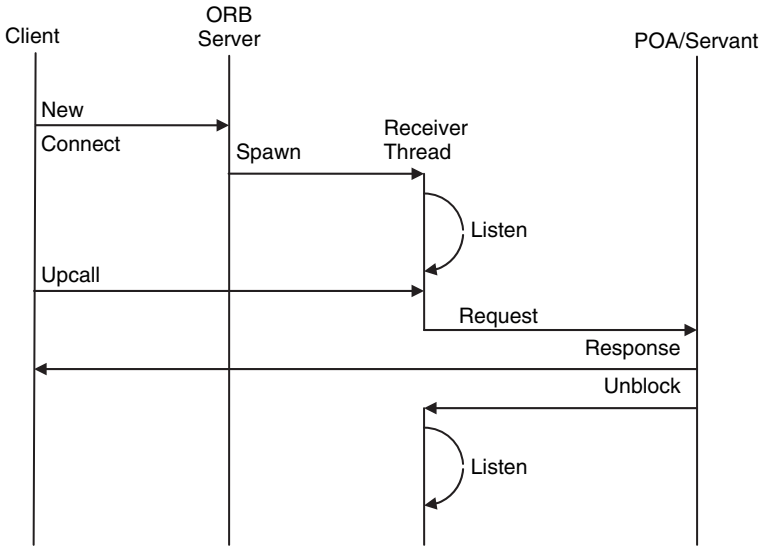 Client
ORB
Server
POA/Servant
New
Connect
Spawn
Receiver
Thread
Listen
Upcall
Request
Response
Unblock
Listen